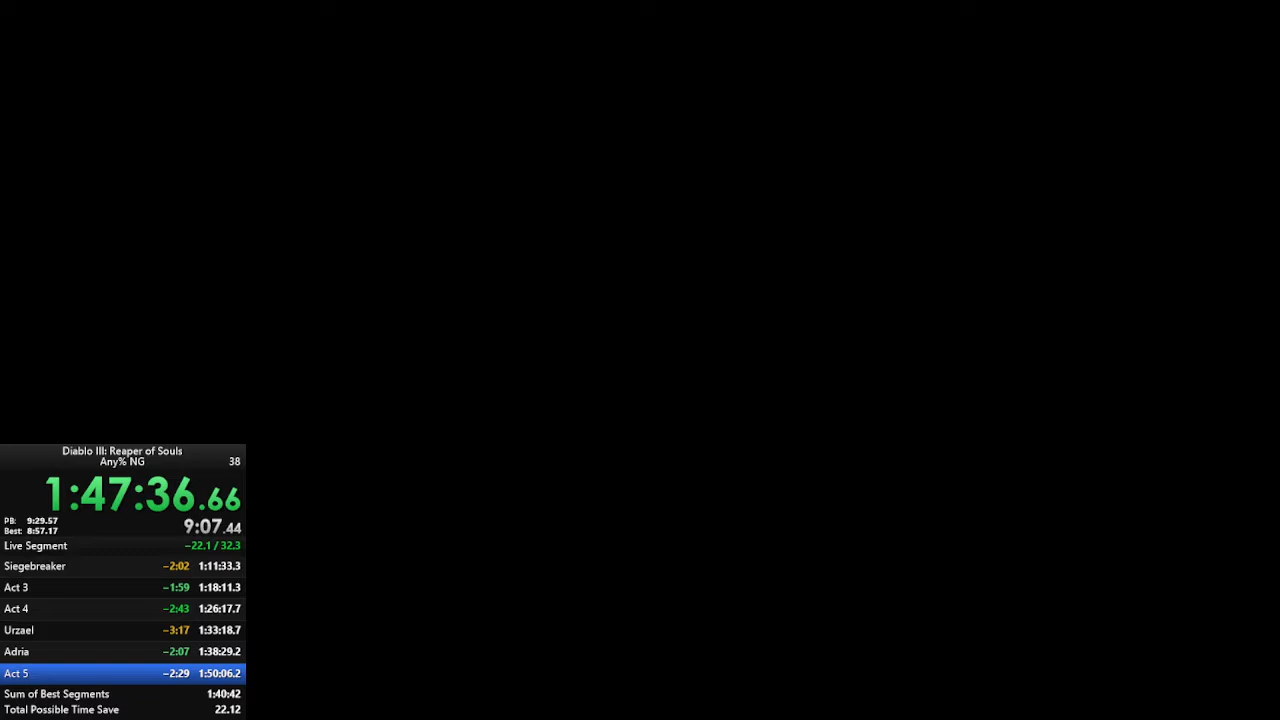 Diablo III: Reaper of Souls
Any% NG 38
1:47:36.66
PB: 9:29.57
Best: 8:57.17 9:07.44
Live Segment -22.1 / 32.3
Siegebreaker −2:02 1:11:33.3
Act 3 −1:59 1:18:11.3
Act 4 −2:43 1:26:17.7
Urzael −3:17 1:33:18.7
Adria −2:07 1:38:29.2
Act 5 −2:29 1:50:06.2
Sum of Best Segments 1:40:42
Total Possible Time Save 22.12